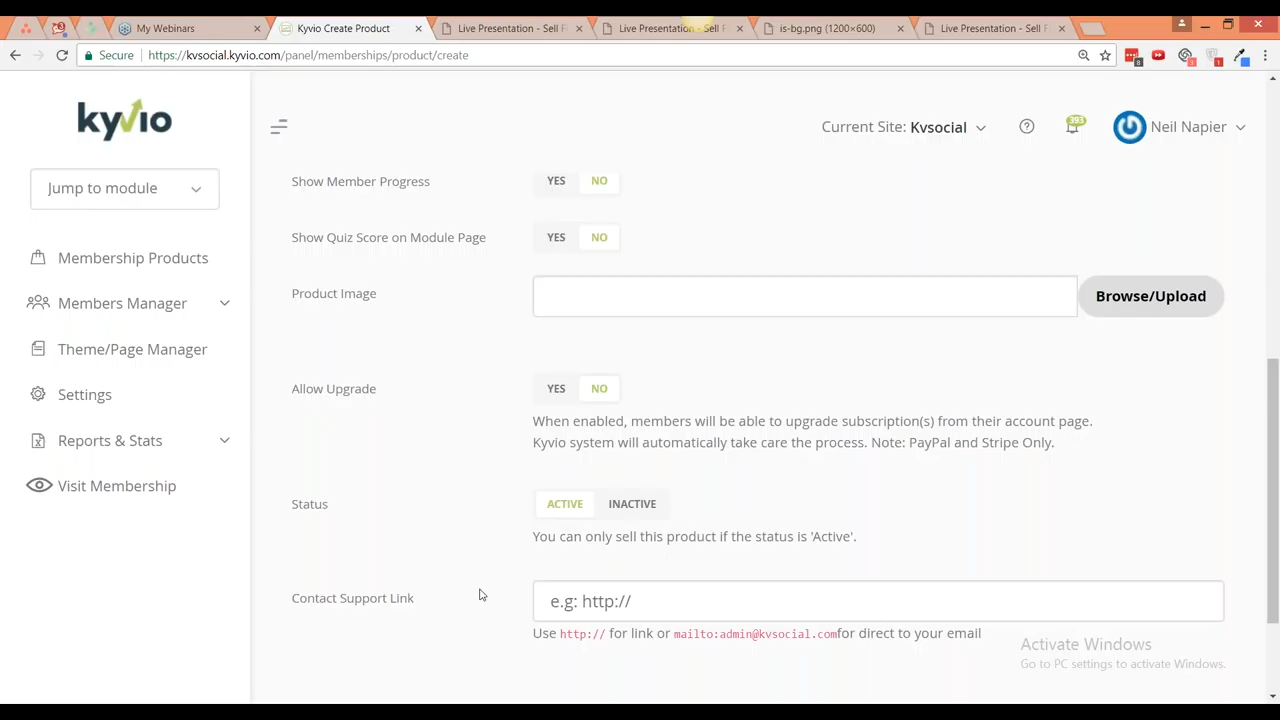 My Webinars
Kyvio Create Product
Live Presentation - Sell F
Live Presentation - Sell F
is-bg.png (1200×600)
Live Presentation - Sell F
Secure
https://kvsocial.kyvio.com/panel/memberships/product/create
kyvio
Current Site: Kvsocial
393
Neil Napier
Jump to module
Membership Products
Members Manager
Theme/Page Manager
Settings
Reports & Stats
Visit Membership
Show Member Progress
YES NO
Show Quiz Score on Module Page
YES NO
Product Image
Browse/Upload
Allow Upgrade
YES NO
When enabled, members will be able to upgrade subscription(s) from their account page.
Kyvio system will automatically take care the process. Note: PayPal and Stripe Only.
Status
ACTIVE INACTIVE
You can only sell this product if the status is 'Active'.
Contact Support Link
e.g: http://
Use http:// for link or mailto:admin@kvsocial.comfor direct to your email
Activate Windows
Go to PC settings to activate Windows.